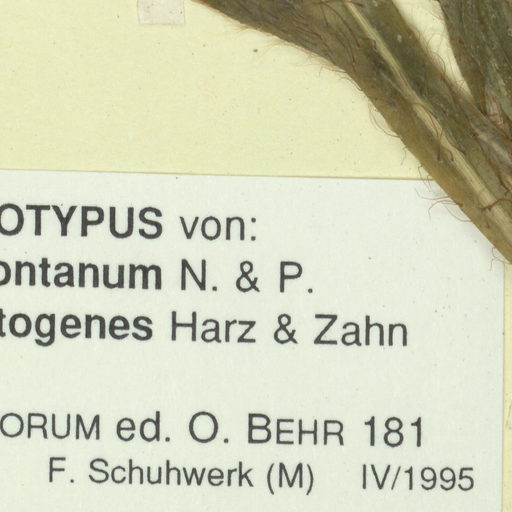 OTYPUS von:
ontanum N. & P.
togenes Harz & Zahn
ORUM ed. O. BEHR 181
F. Schuhwerk (M) IV/1995